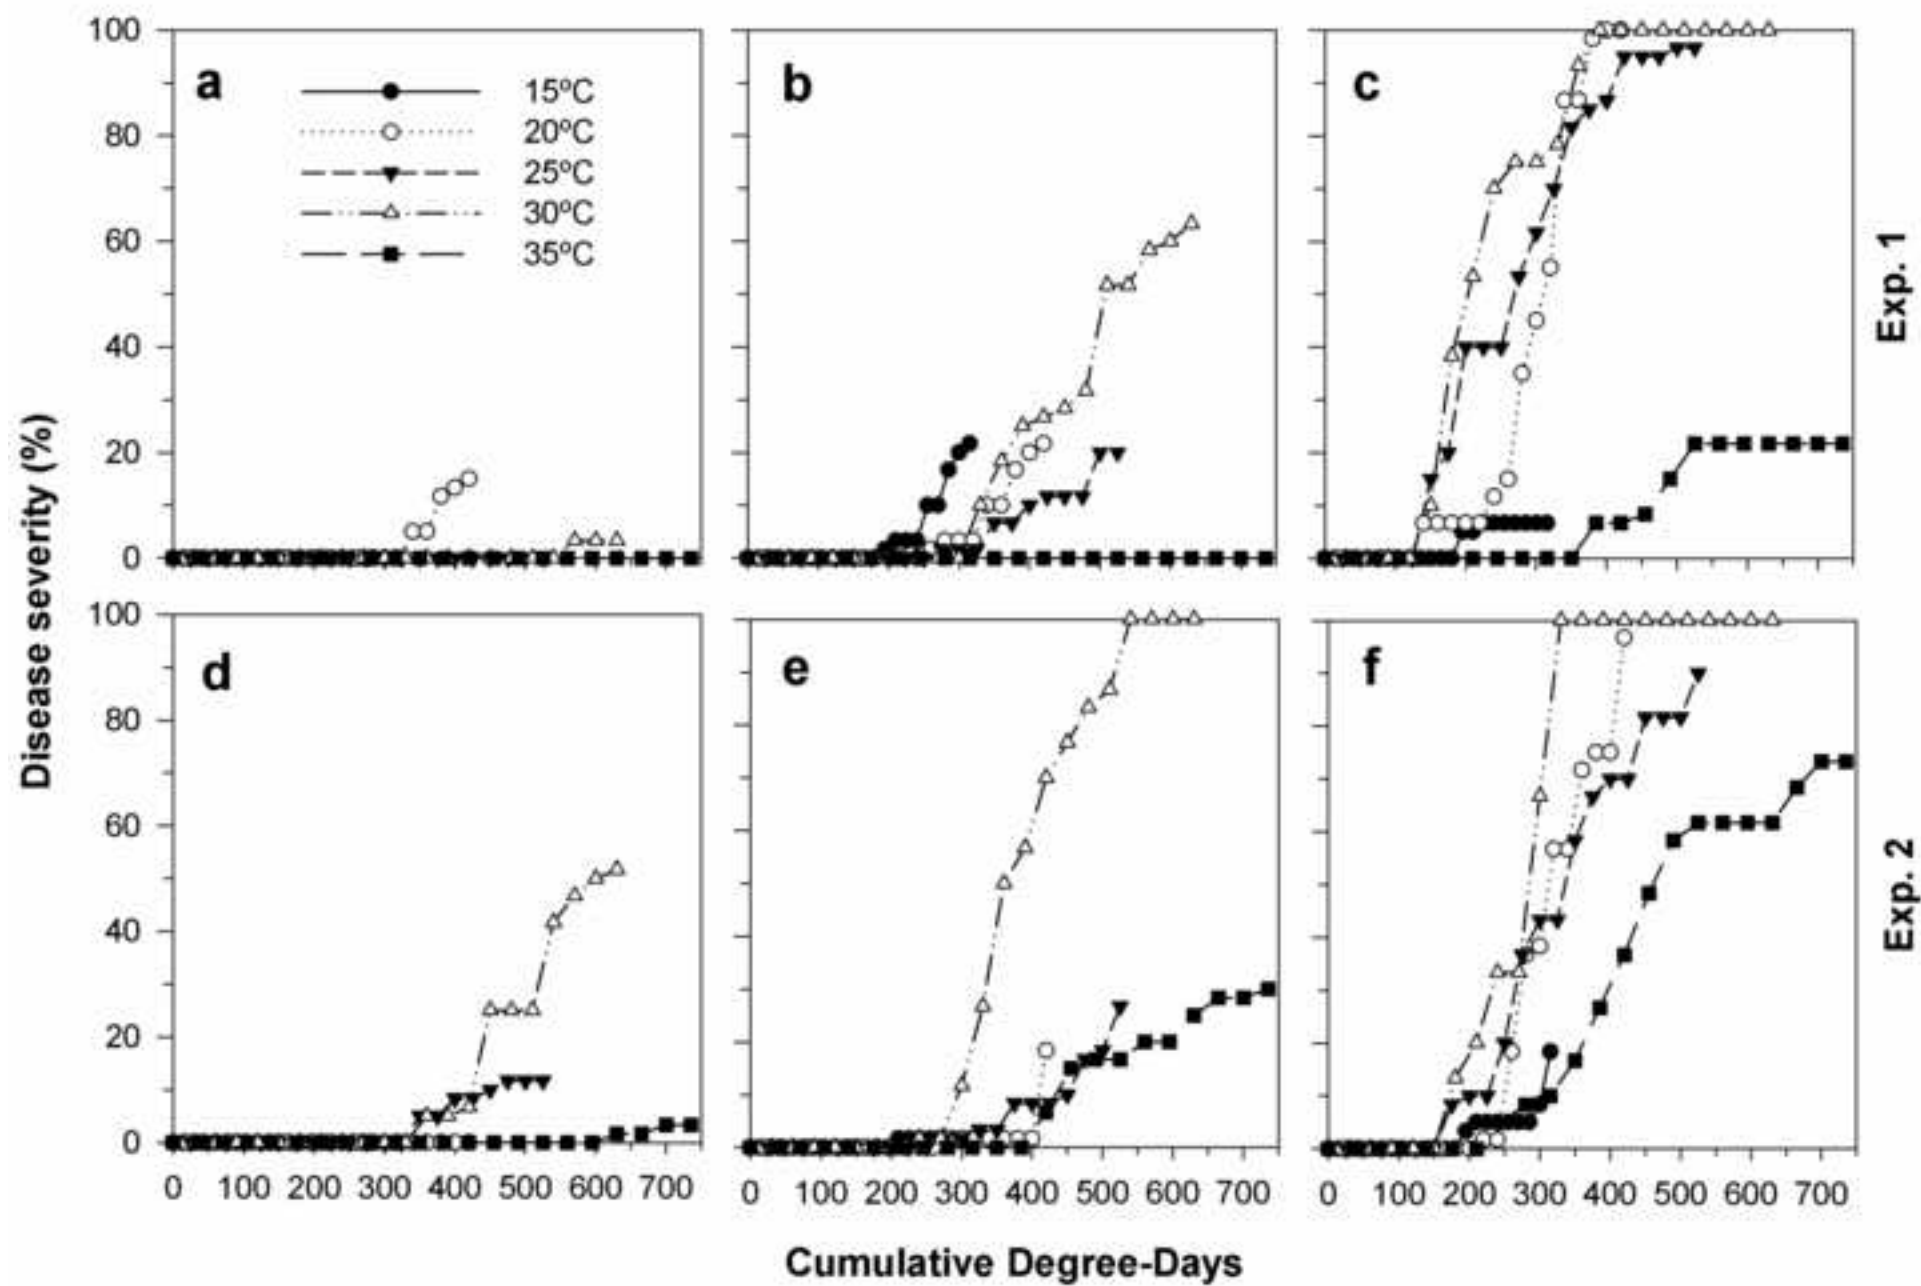 100
80
60
40
20
0
a
15ºC
20ºC
25ºC
30ºC
35ºC
b
c
Exp. 1
Disease severity (%)
100
80
60
40
20
0
d
e
f
Exp. 2
0 100 200 300 400 500 600 700
0 100 200 300 400 500 600 700
0 100 200 300 400 500 600 700
Cumulative Degree-Days